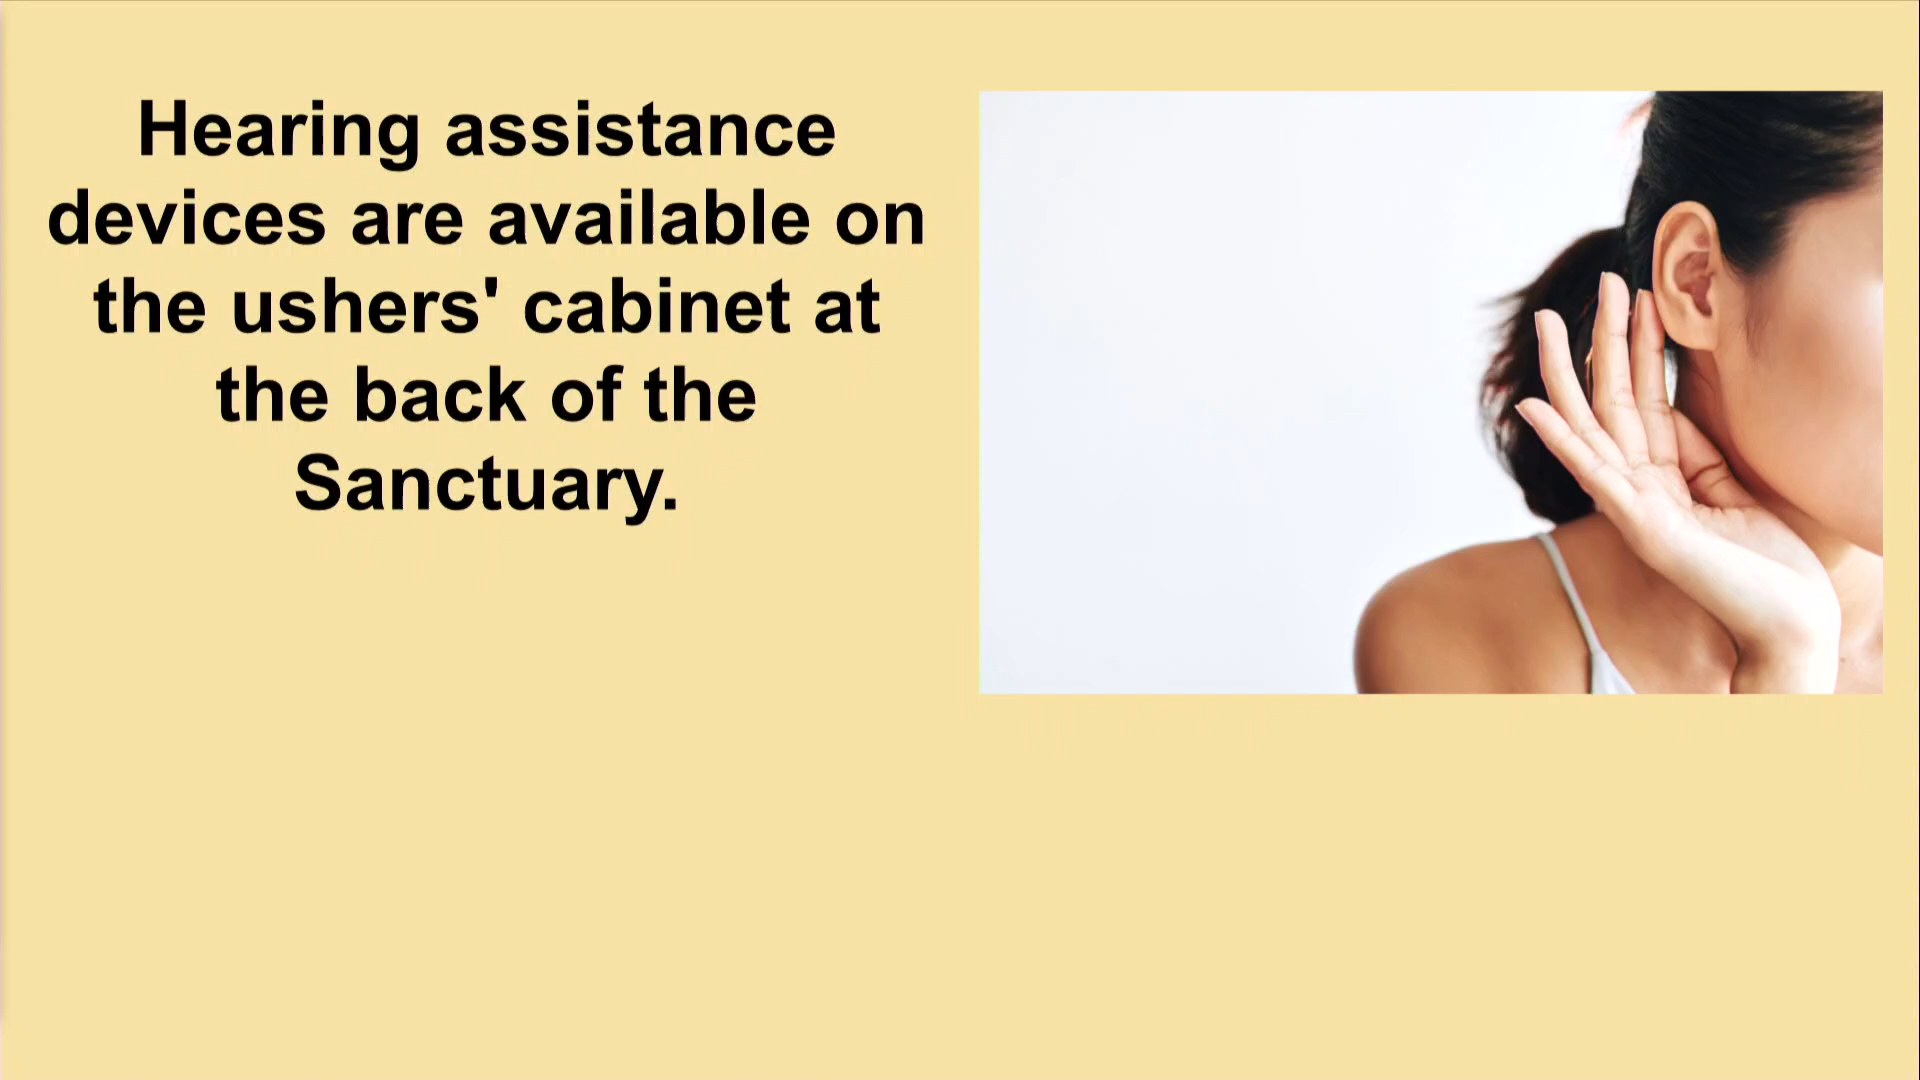 Hearing assistance
devices are available on
the ushers' cabinet at
the back of the
Sanctuary.